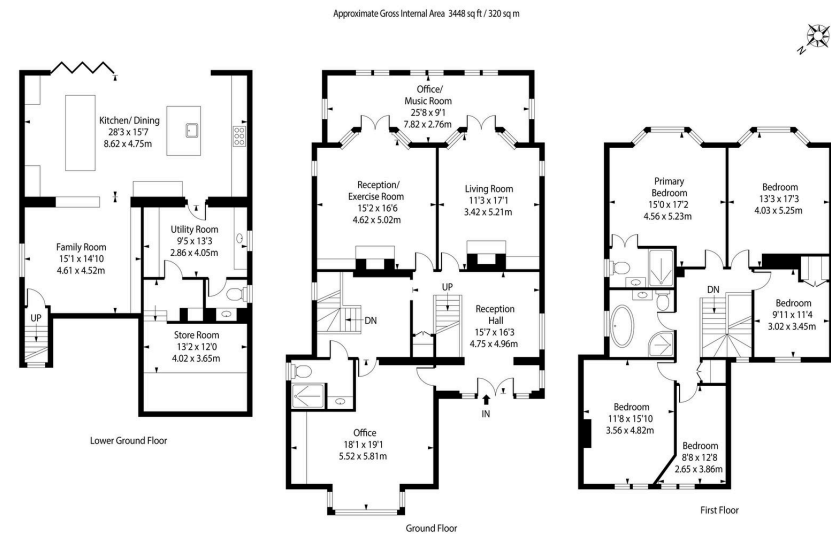 Approximate Gross Internal Area 3448 sq ft / 320 sq m
N
Kitchen/ Dining
28'3 x 15'7
8.62 x 4.75m
Family Room
15'1 x 14'10
4.61 x 4.52m
Utility Room
9'5 x 13'3
2.86 x 4.05m
UP
Store Room
13'2 x 12'0
4.02 x 3.65m
Lower Ground Floor
Office/
Music Room
25'8 x 9'1
7.82 x 2.76m
Reception/
Exercise Room
15'2 x 16'6
4.62 x 5.02m
Living Room
11'3 x 17'1
3.42 x 5.21m
DN
UP
Reception
Hall
15'7 x 16'3
4.75 x 4.96m
IN
Office
18'1 x 19'1
5.52 x 5.81m
Ground Floor
Primary
Bedroom
15'0 x 17'2
4.56 x 5.23m
Bedroom
13'3 x 17'3
4.03 x 5.25m
DN
Bedroom
9'11 x 11'4
3.02 x 3.45m
Bedroom
11'8 x 15'10
3.56 x 4.82m
Bedroom
8'8 x 12'8
2.65 x 3.86m
First Floor